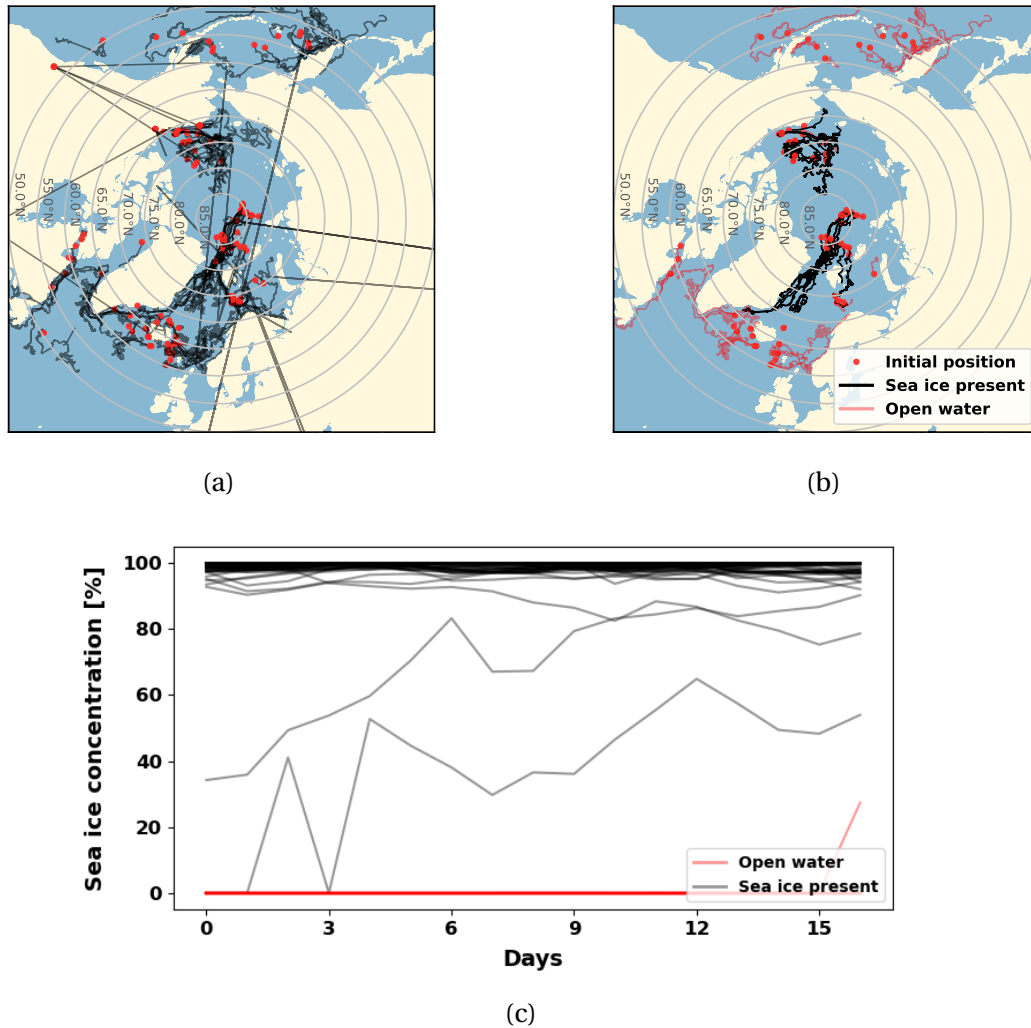 50.0°N
55.0°N
60.0°N
65.0°N
70.0°N
75.0°N
80.0°N
85.0°N
50.0°N
55.0°N
60.0°N
65.0°N
70.0°N
75.0°N
80.0°N
85.0°N
Initial position
Sea ice present
Open water
(a)
(b)
Sea ice concentration [%]
100
80
60
40
20
0
Open water
Sea ice present
0
3
6
9
12
15
Days
(c)